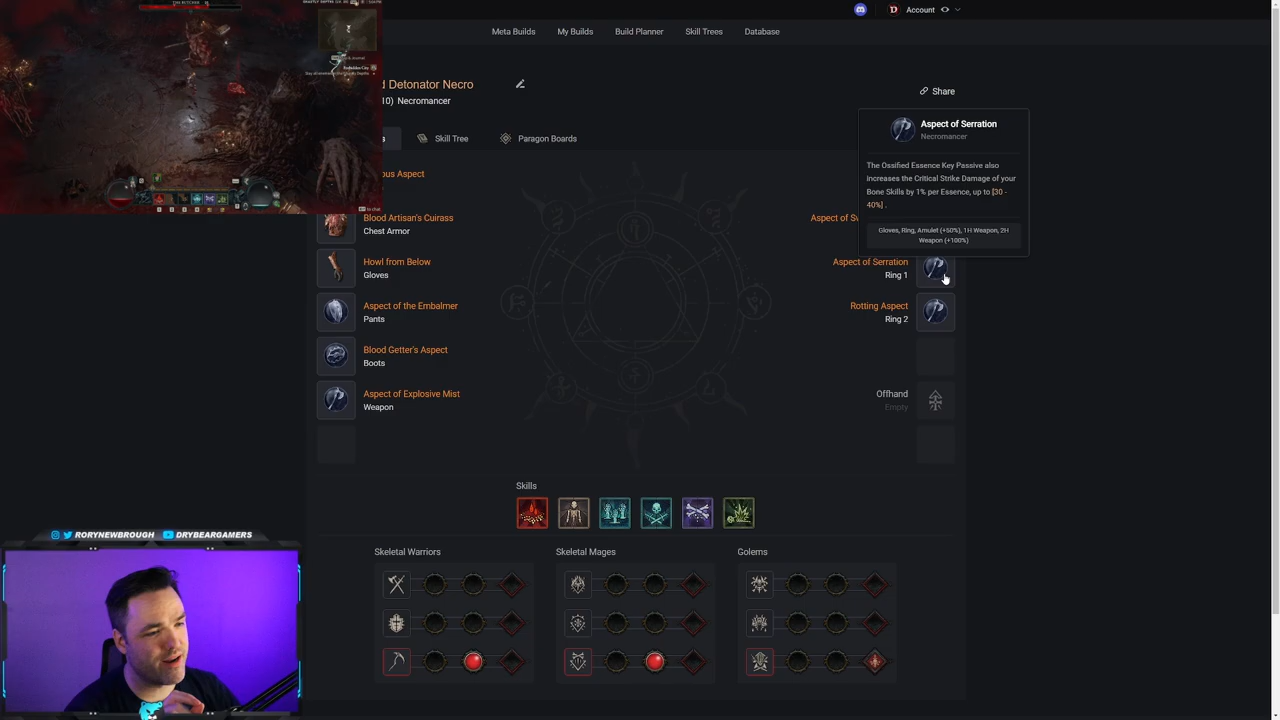 THE BUTCHER
Account
Meta Builds
My Builds
Build Planner
Skill Trees
Database
d Detonator Necro
10) Necromancer
Share
s
Skill Tree
Paragon Boards
Aspect of Serration
Necromancer
The Ossified Essence Key Passive also
increases the Critical Strike Damage of your
Bone Skills by 1% per Essence, up to [30 -
40%] .
Gloves, Ring, Amulet (+50%), 1H Weapon, 2H
Weapon (+100%)
ous Aspect
Blood Artisan's Cuirass
Chest Armor
Howl from Below
Gloves
Aspect of the Embalmer
Pants
Blood Getter's Aspect
Boots
Aspect of Explosive Mist
Weapon
Aspect of Sw
Aspect of Serration
Ring 1
Rotting Aspect
Ring 2
Offhand
Empty
Skills
Skeletal Warriors
Skeletal Mages
Golems
RORYNEWBROUGH
DRYBEARGAMERS